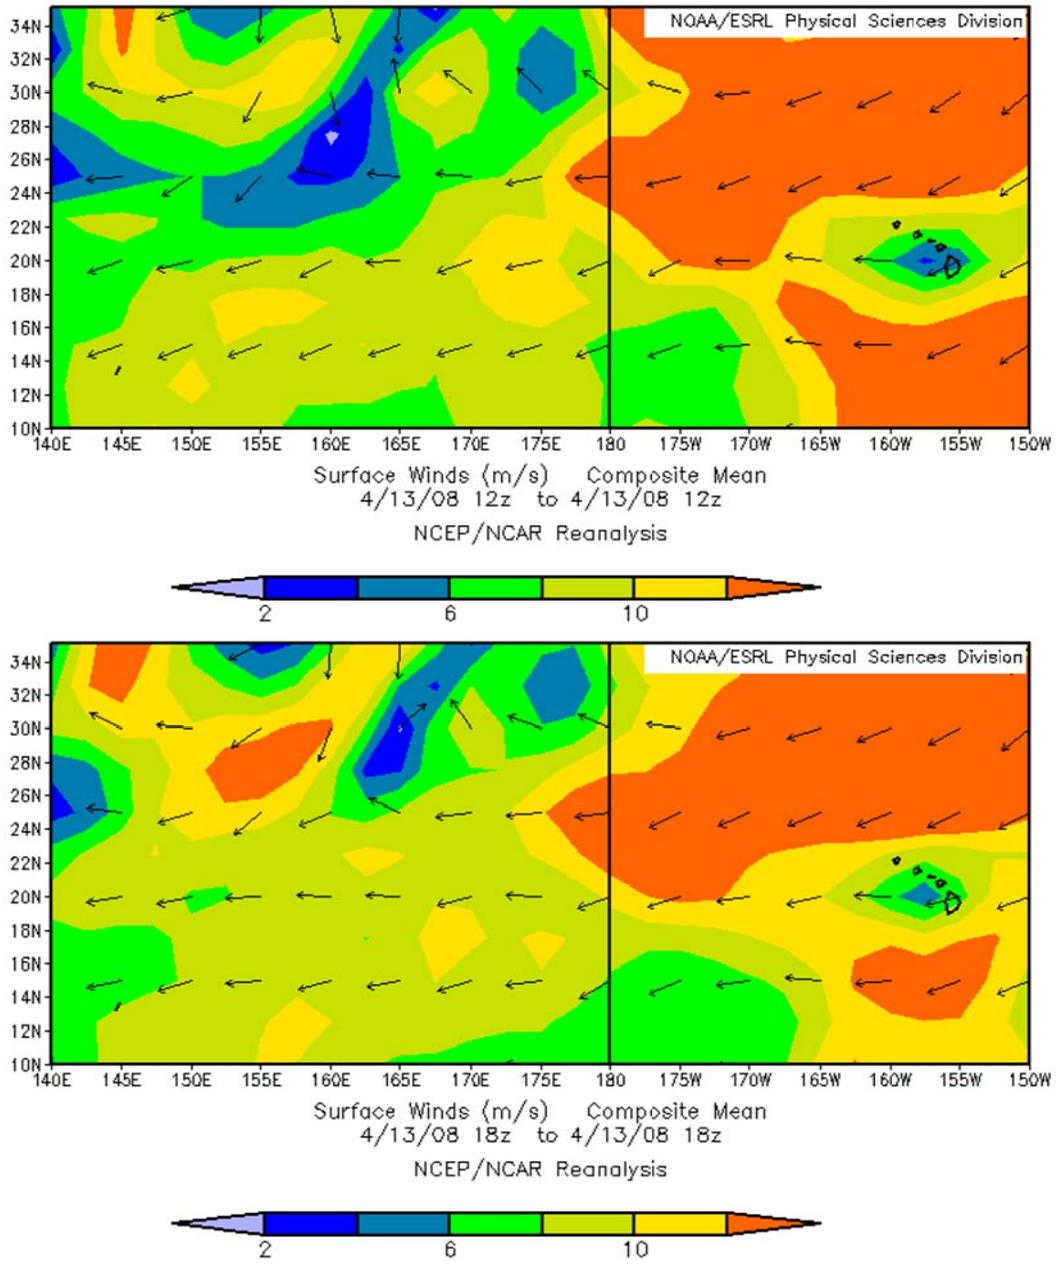 NOAA/ESRL Physical Sciences Division
34N
32N
30N
28N
26N
24N
22N
20N
18N
16N
14N
12N
10N
140E 145E 150E 155E 160E 165E 170E 175E 180 175W 170W 165W 160W 155W 150W
Surface Winds (m/s) Composite Mean
4/13/08 12z to 4/13/08 12z
NCEP/NCAR Reanalysis
2 6 10
NOAA/ESRL Physical Sciences Division
34N
32N
30N
28N
26N
24N
22N
20N
18N
16N
14N
12N
10N
140E 145E 150E 155E 160E 165E 170E 175E 180 175W 170W 165W 160W 155W 150W
Surface Winds (m/s) Composite Mean
4/13/08 18z to 4/13/08 18z
NCEP/NCAR Reanalysis
2 6 10